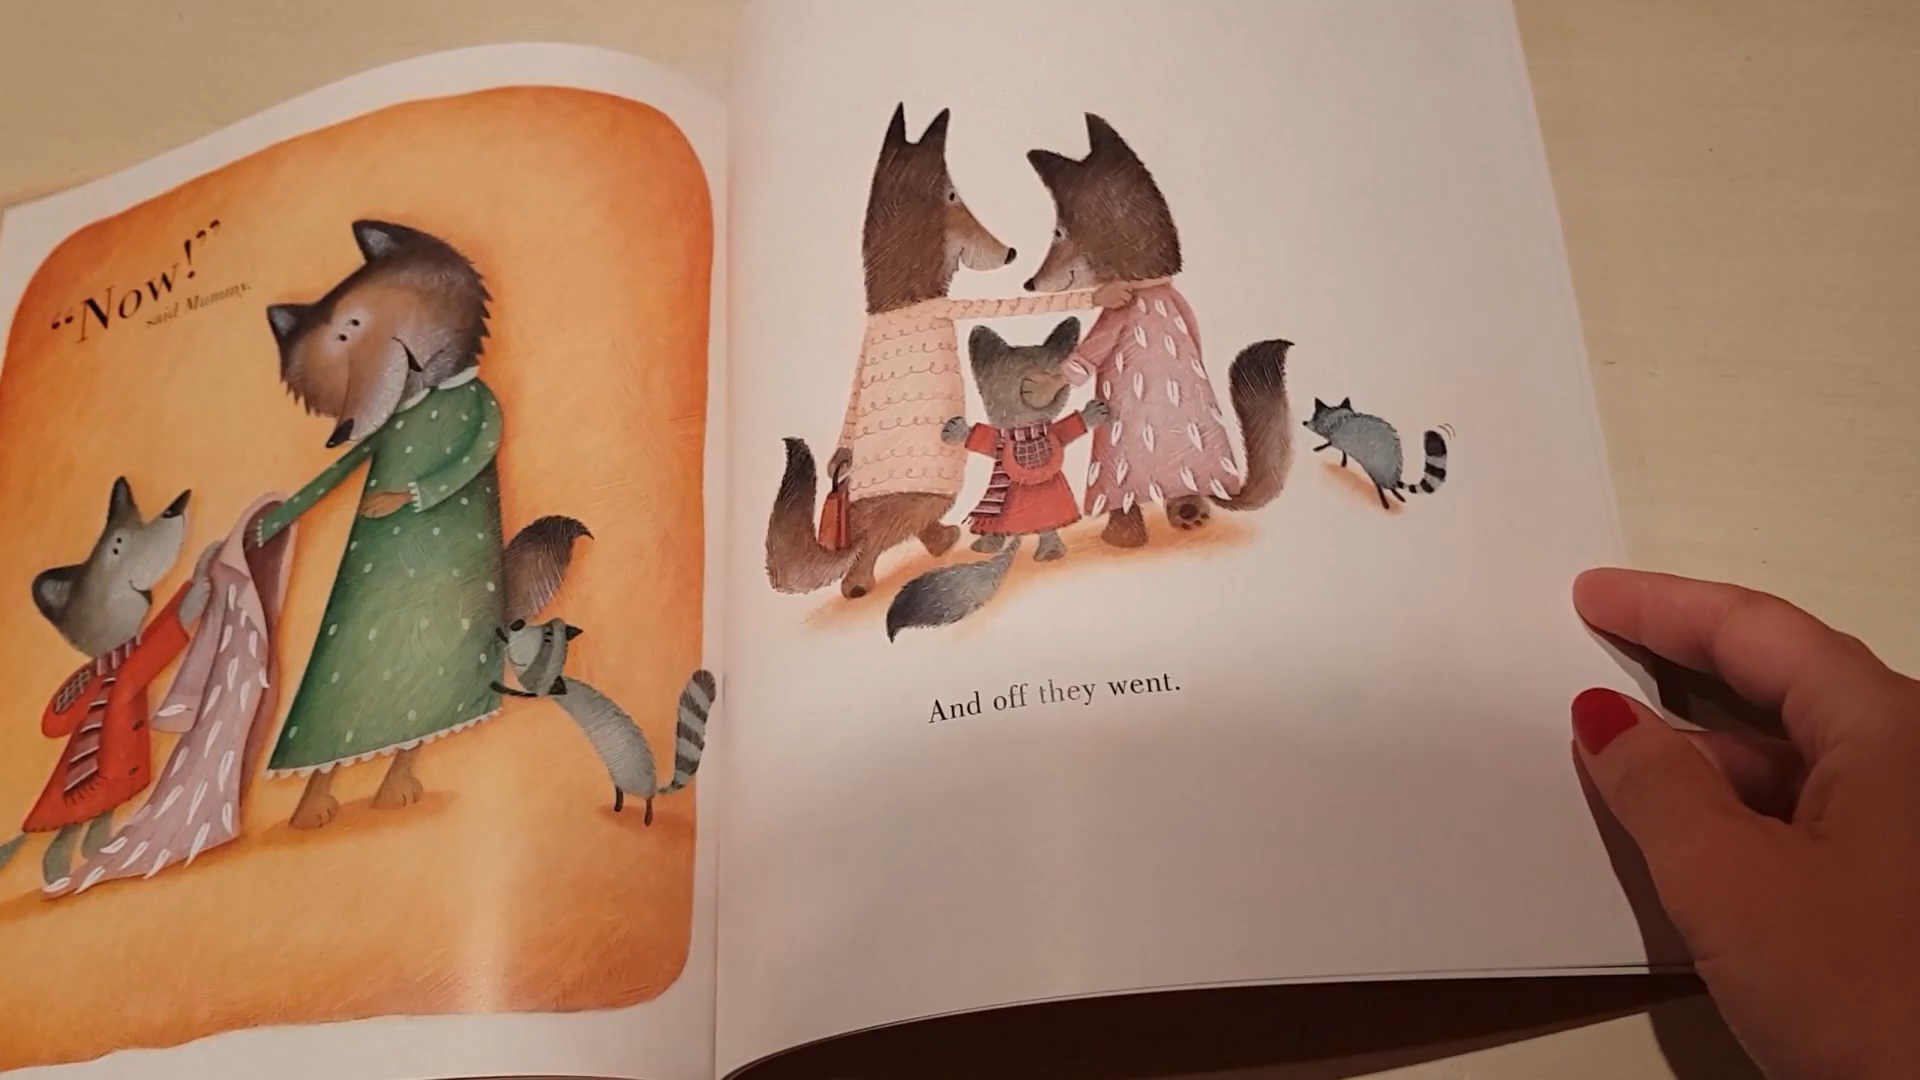 “Now!”
said Mummy.
And off they went.